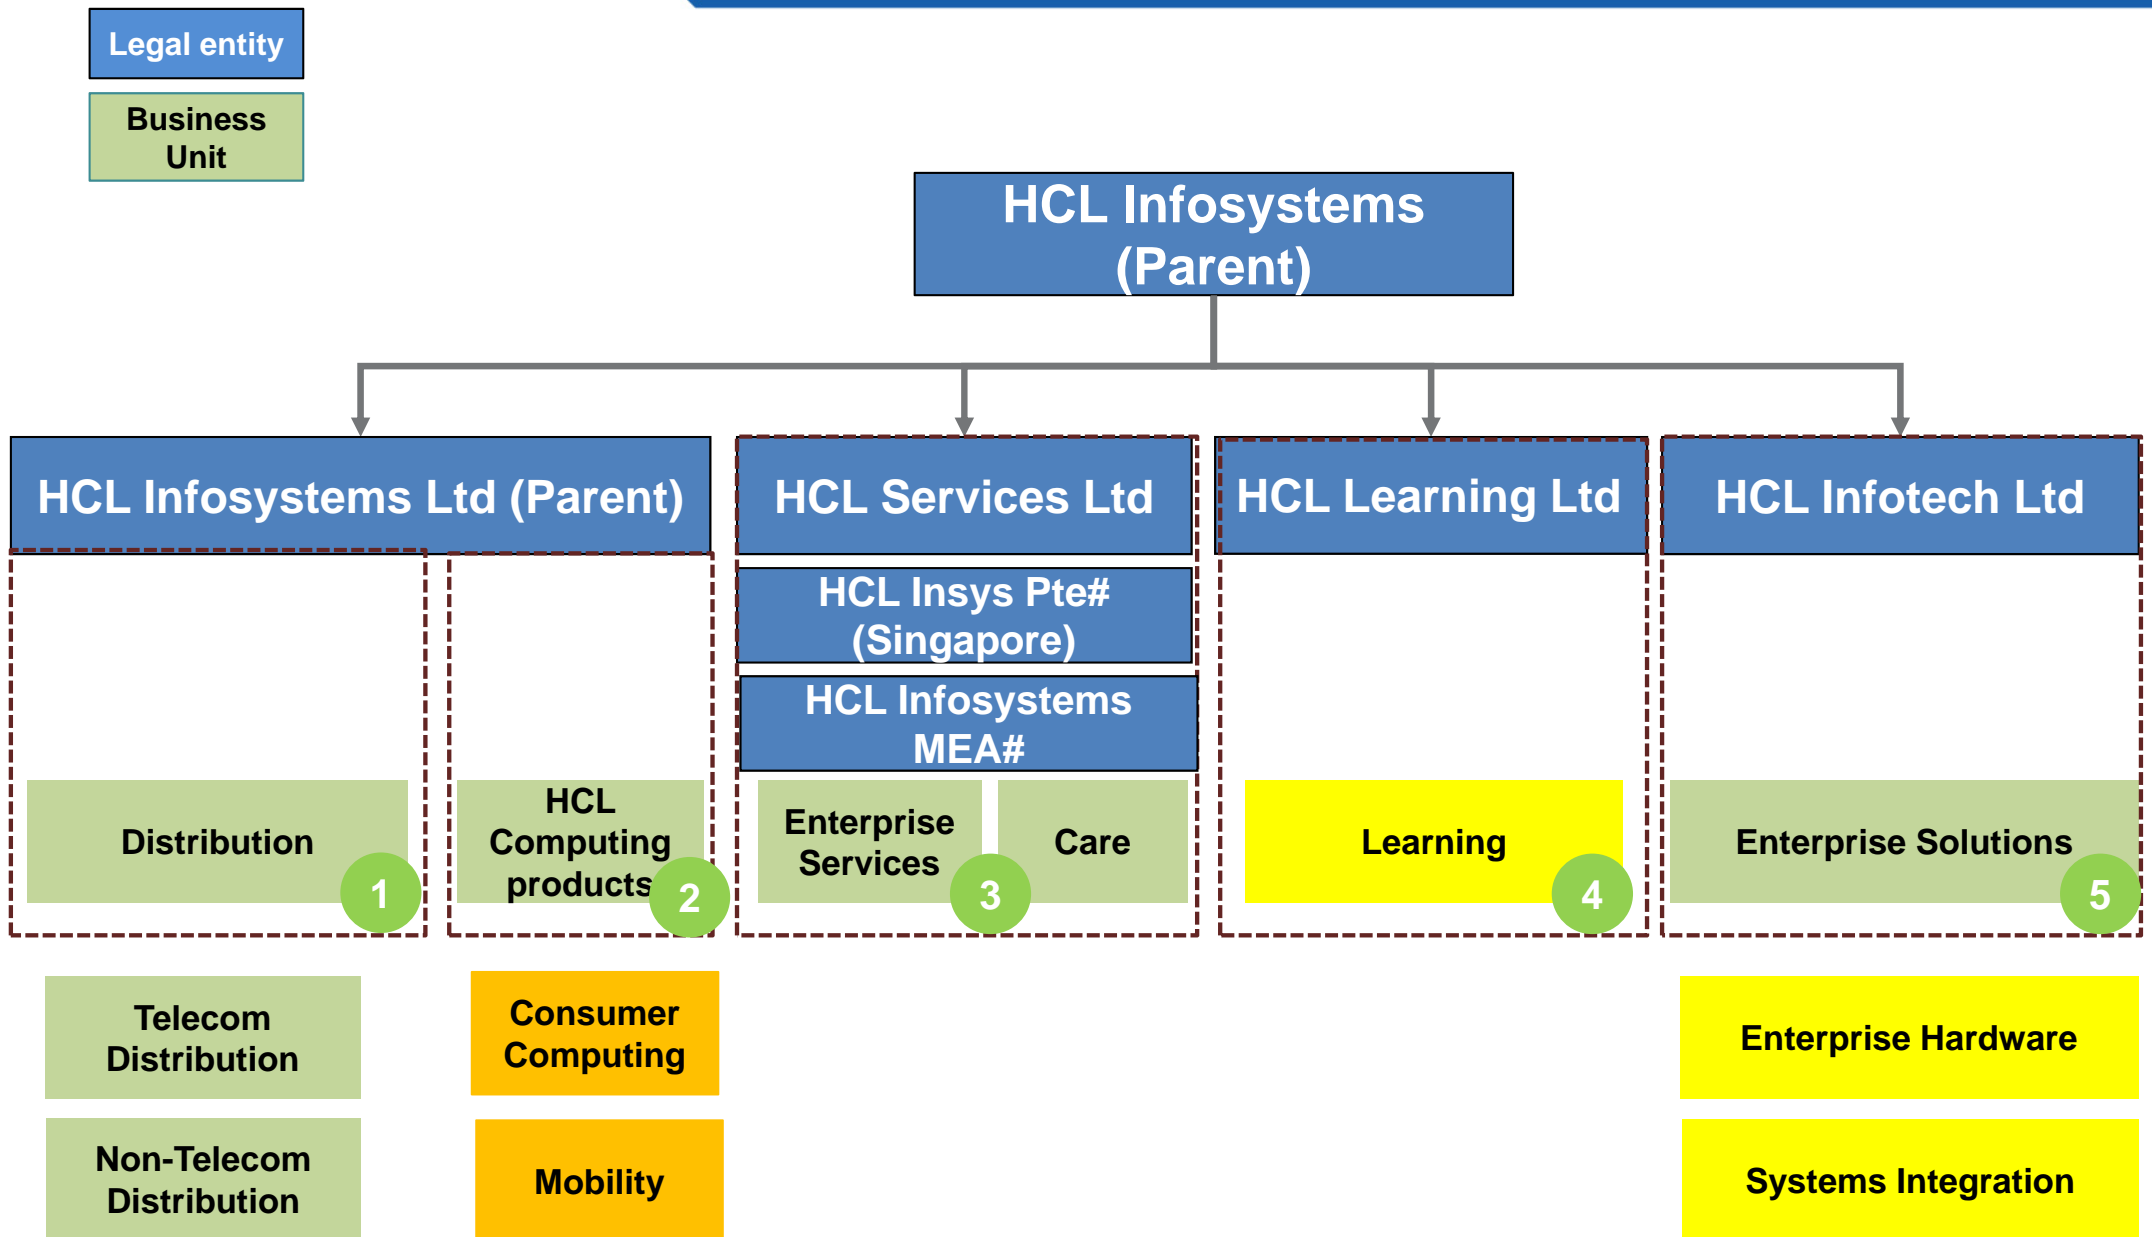 Legal entity
Business
Unit
HCL Infosystems
(Parent)
HCL Infosystems Ltd (Parent)
HCL Services Ltd
HCL Learning Ltd
HCL Infotech Ltd
HCL Insys Pte#
(Singapore)
HCL Infosystems
MEA#
Distribution
1
HCL
Computing
products
2
Enterprise
Services
3
Care
Learning
4
Enterprise Solutions
5
Telecom
Distribution
Consumer
Computing
Enterprise Hardware
Non-Telecom
Distribution
Mobility
Systems Integration